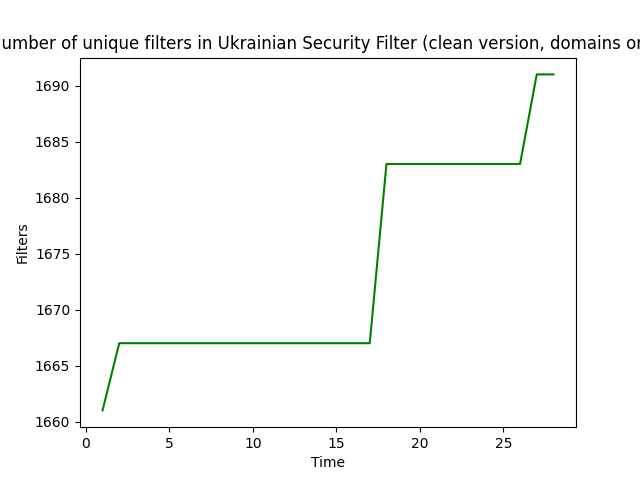 umber of unique filters in Ukrainian Security Filter (clean version, domains or
1690
1685
1680
1675
1670
1665
1660
Filters
0 5 10 15 20 25
Time